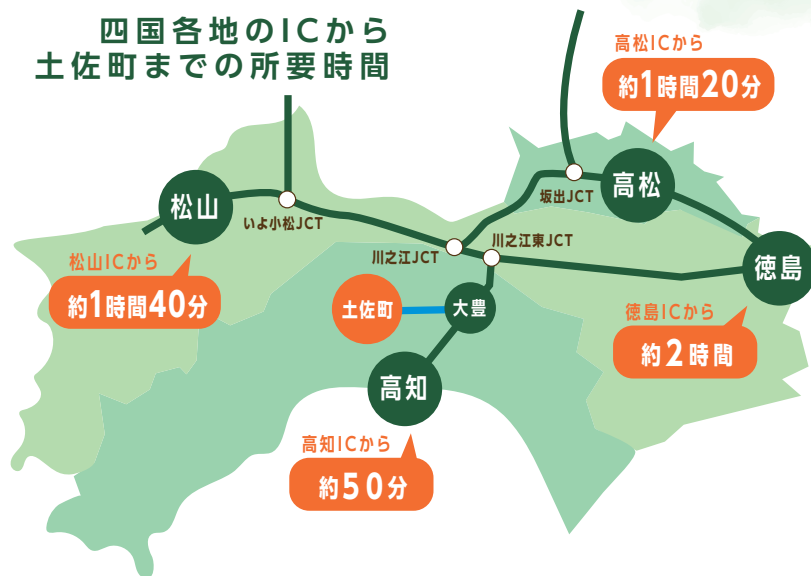 四国各地のICから
土佐町までの所要時間
高松ICから
約1時間20分
松山
いよ小松JCT
坂出JCT
高松
川之江JCT
川之江東JCT
徳島
松山ICから
約1時間40分
土佐町
大豊
徳島ICから
約2時間
高知
高知ICから
約50分